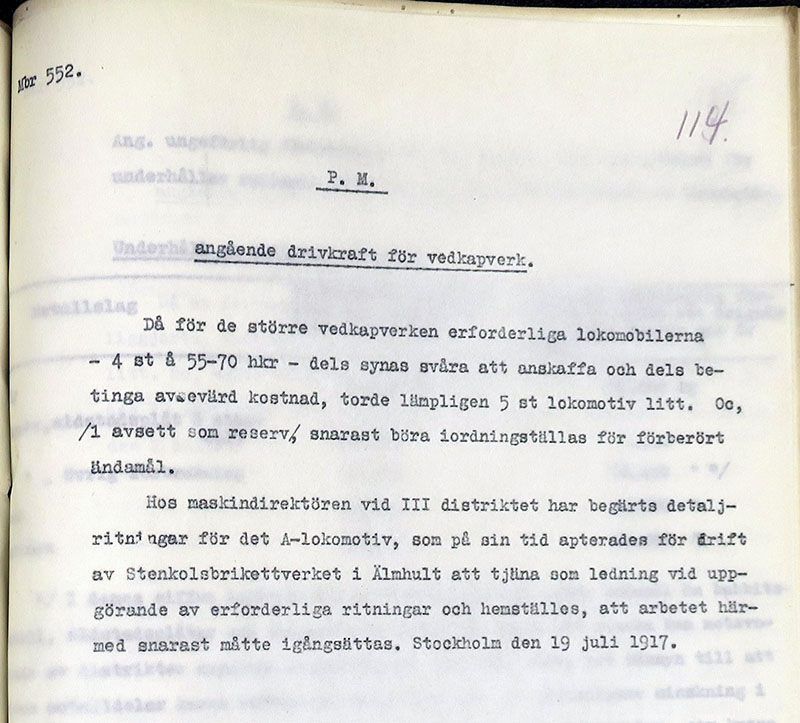 Nor 552.
114.
P. M.
angående drivkraft för vedkapverk.
Då för de större vedkapverken erforderliga lokomobilerna
- 4 st å 55-70 hkr - dels synas svåra att anskaffa och dels be-
tinga avsevärd kostnad, torde lämpligen 5 st lokomotiv litt. Oc,
/1 avsett som reserv/ snarast böra iordningställas för förberört
ändamål.
Hos maskindirektören vid III distriktet har begärts detalj-
ritningar för det A-lokomotiv, som på sin tid apterades för drift
av Stenkolsbrikettverket i Älmhult att tjäna som ledning vid upp-
görande av erforderliga ritningar och hemställes, att arbetet här-
med snarast måtte igångsättas. Stockholm den 19 juli 1917.